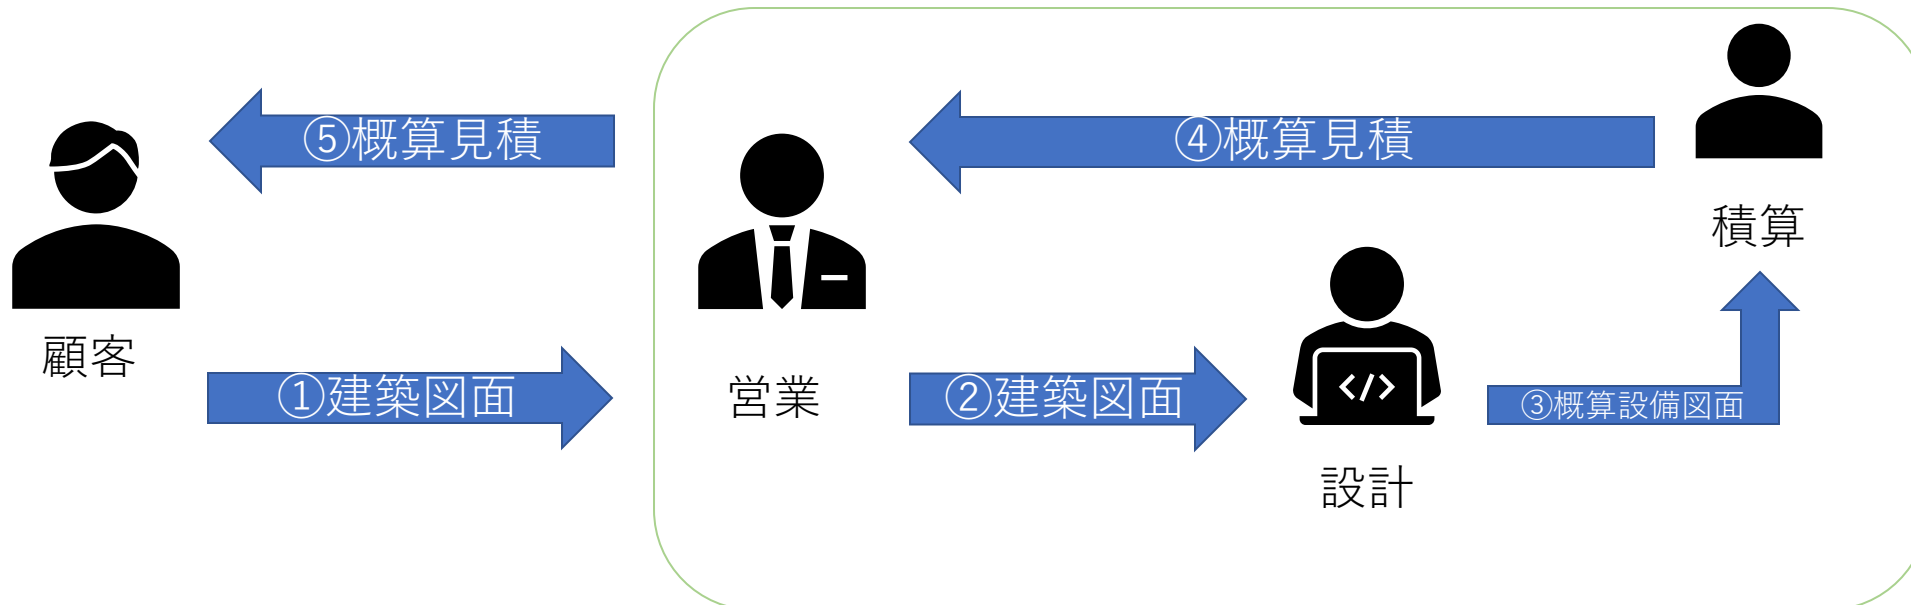 ⑤概算見積
④概算見積
積算
顧客
①建築図面
営業
②建築図面
③概算設備図面
設計